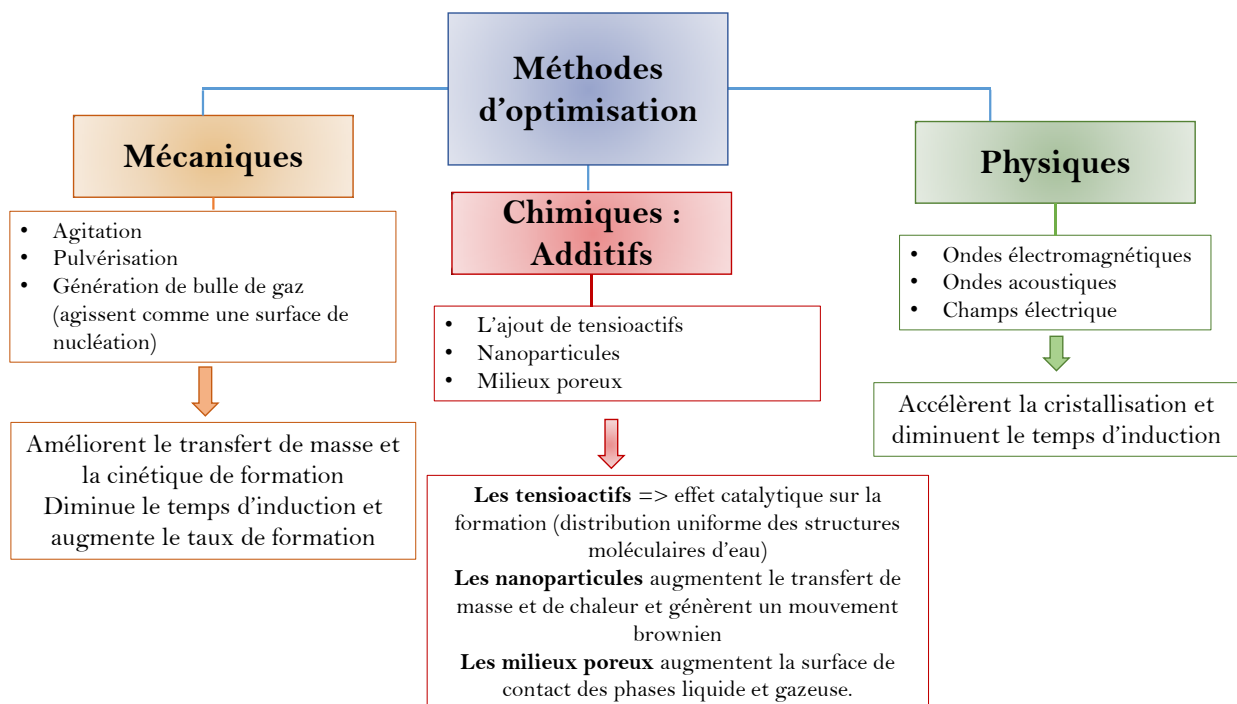 Méthodes
d'optimisation
Mécaniques
• Agitation
• Pulvérisation
• Génération de bulle de gaz
(agissent comme une surface de
nucléation)
Améliorent le transfert de masse et
la cinétique de formation
Diminue le temps d'induction et
augmente le taux de formation
Chimiques :
Additifs
• L'ajout de tensioactifs
• Nanoparticules
• Milieux poreux
Les tensioactifs => effet catalytique sur la
formation (distribution uniforme des structures
moléculaires d'eau)
Les nanoparticules augmentent le transfert de
masse et de chaleur et génèrent un mouvement
brownien
Les milieux poreux augmentent la surface de
contact des phases liquide et gazeuse.
Physiques
• Ondes électromagnétiques
• Ondes acoustiques
• Champs électrique
Accélèrent la cristallisation et
diminuent le temps d'induction